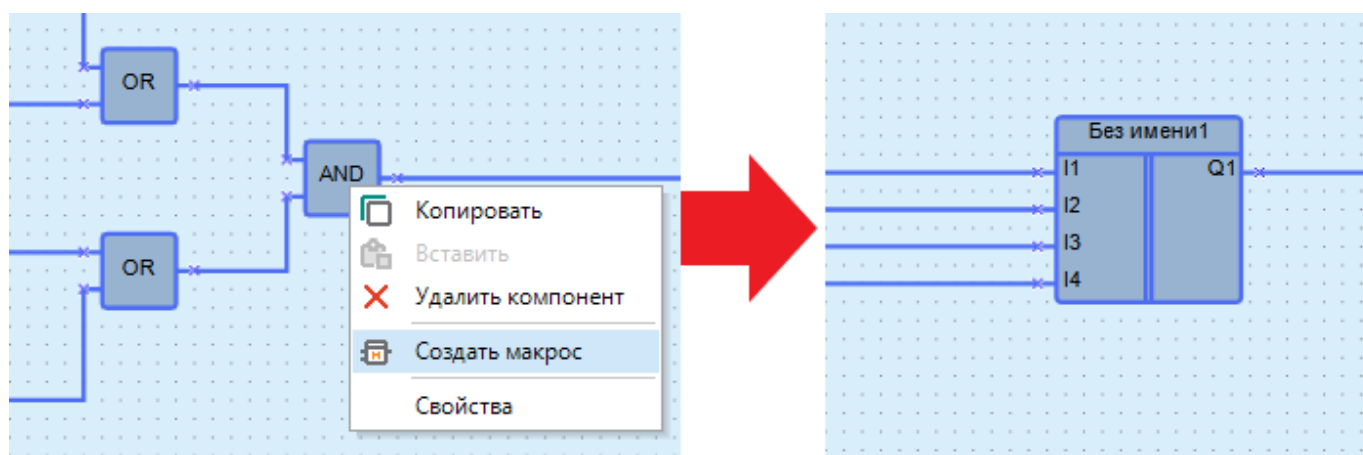 OR
AND
OR
Копировать
Вставить
Удалить компонент
Создать макрос
Свойства
Без имени1
I1 Q1
I2
I3
I4